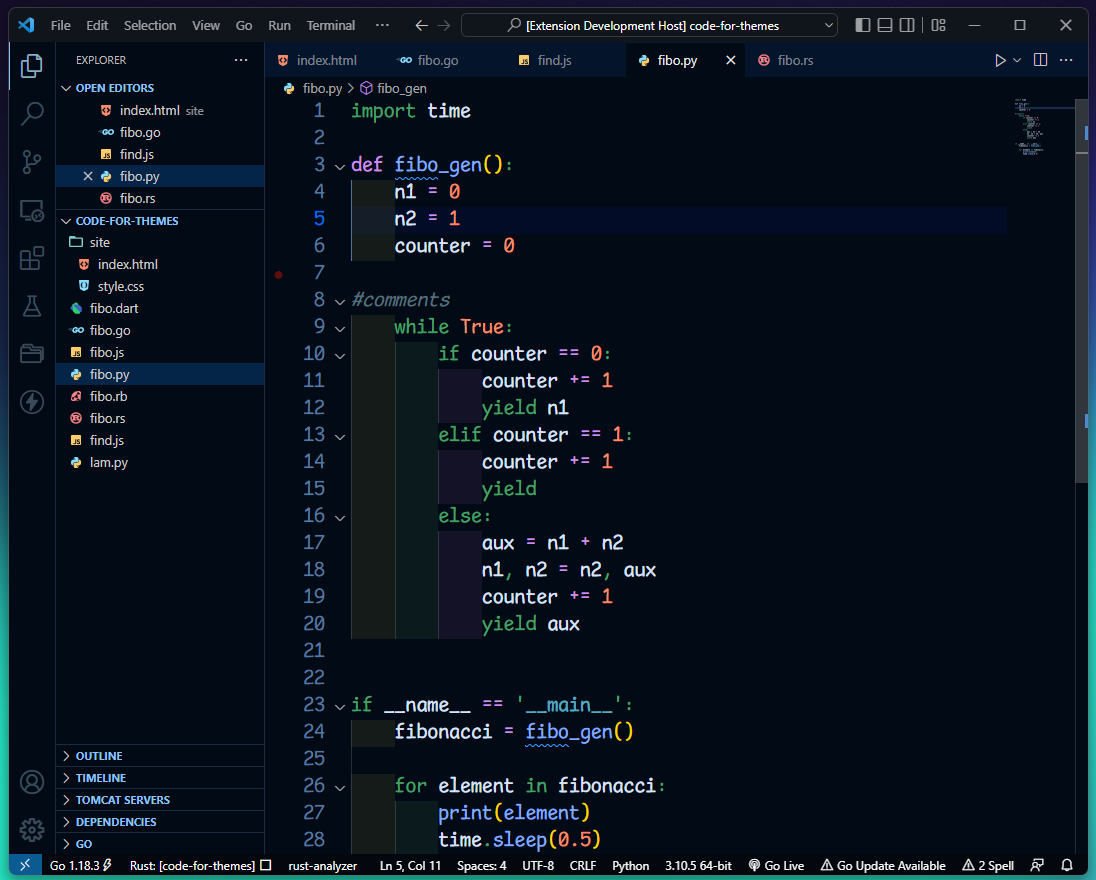 File Edit Selection View Go Run Terminal ··· [Extension Development Host] code-for-themes
EXPLORER ···
OPEN EDITORS
index.html site
fibo.go
find.js
fibo.py
fibo.rs
CODE-FOR-THEMES
site
index.html
style.css
fibo.dart
fibo.go
fibo.js
fibo.py
fibo.rb
fibo.rs
find.js
lam.py
OUTLINE
TIMELINE
TOMCAT SERVERS
DEPENDENCIES
GO
index.html fibo.go find.js fibo.py fibo.rs ···
fibo.py > fibo_gen
1 import time
2
3 def fibo_gen():
4 n1 = 0
5 n2 = 1
6 counter = 0
7
8 #comments
9 while True:
10 if counter == 0:
11 counter += 1
12 yield n1
13 elif counter == 1:
14 counter += 1
15 yield
16 else:
17 aux = n1 + n2
18 n1, n2 = n2, aux
19 counter += 1
20 yield aux
21
22
23 if __name__ == '__main__':
24 fibonacci = fibo_gen()
25
26 for element in fibonacci:
27 print(element)
28 time.sleep(0.5)
Go 1.18.3 Rust: [code-for-themes] rust-analyzer Ln 5, Col 11 Spaces: 4 UTF-8 CRLF Python 3.10.5 64-bit Go Live Go Update Available 2 Spell